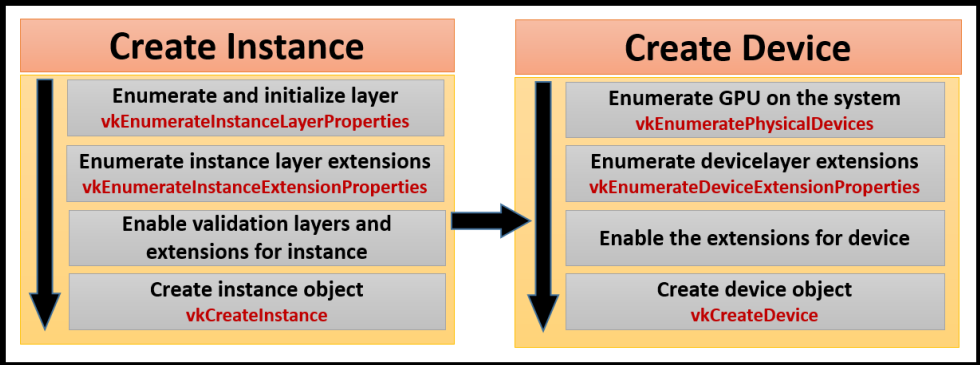 Create Instance
Enumerate and initialize layer
vkEnumerateInstanceLayerProperties
Enumerate instance layer extensions
vkEnumerateInstanceExtensionProperties
Enable validation layers and
extensions for instance
Create instance object
vkCreateInstance
Create Device
Enumerate GPU on the system
vkEnumeratePhysicalDevices
Enumerate devicelayer extensions
vkEnumerateDeviceExtensionProperties
Enable the extensions for device
Create device object
vkCreateDevice